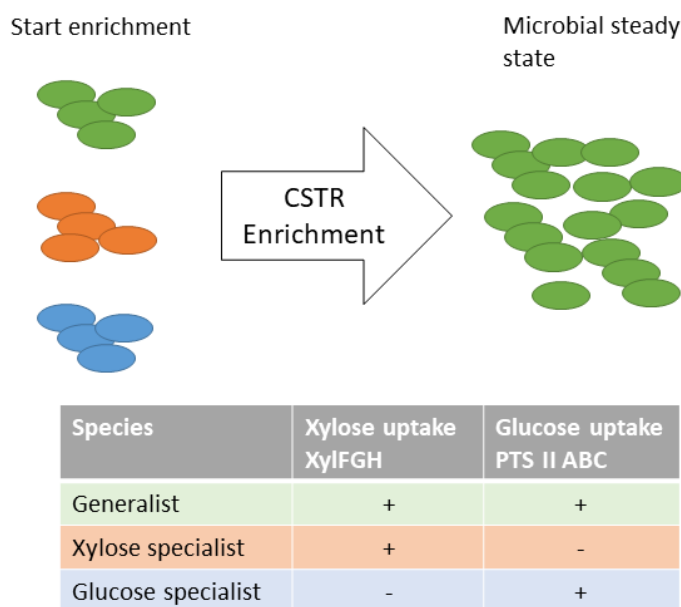 Start enrichment
Microbial steady
state
CSTR
Enrichment
Species
Xylose uptake
XylFGH
Glucose uptake
PTS II ABC
Generalist + +
Xylose specialist + -
Glucose specialist - +